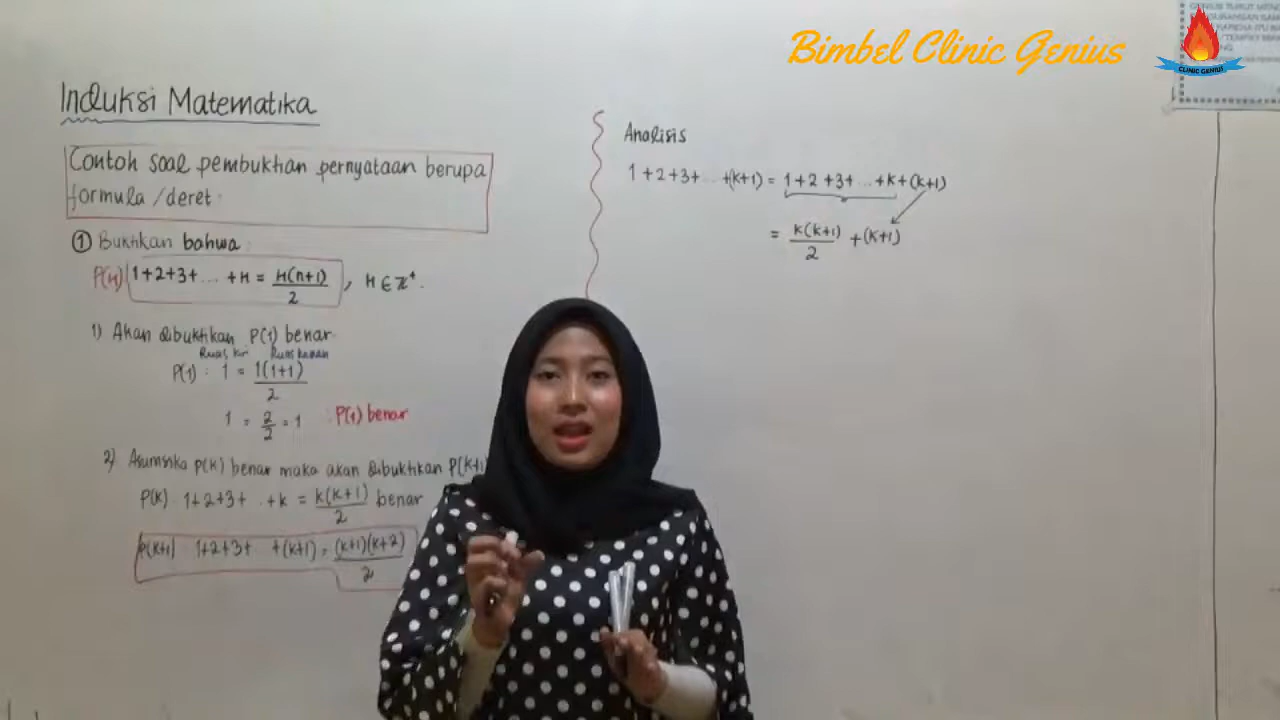 Bimbel Clinic Genius
CLINIC GENIUS
Induksi Matematika
Contoh soal pembuktian pernyataan berupa
formula / deret :
① Buktikan bahwa :
P(n) 1+2+3+ ... +n = n(n+1)/2 , n ∈ Z⁺.
1) Akan dibuktikan P(1) benar
Ruas kiri Ruas kanan
P(1) : 1 = 1(1+1)/2
1 = 2/2 = 1 ∴ P(1) benar
2) Asumsika P(k) benar maka akan dibuktikan P(k+1
P(k) : 1+2+3+ ... +k = k(k+1)/2 benar
P(k+1) : 1+2+3+ ... +(k+1) = (k+1)(k+2)/2
Analisis
1+2+3+ ... +(k+1) = 1+2+3+ ... +k+(k+1)
= k(k+1)/2 +(k+1)